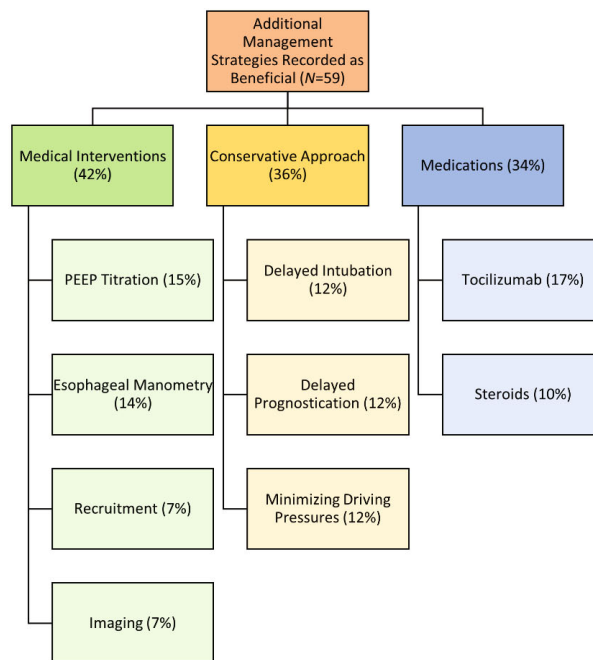 Additional
Management
Strategies Recorded as
Beneficial (N=59)
Medical Interventions
(42%)
PEEP Titration (15%)
Esophageal Manometry
(14%)
Recruitment (7%)
Imaging (7%)
Conservative Approach
(36%)
Delayed Intubation
(12%)
Delayed
Prognostication (12%)
Minimizing Driving
Pressures (12%)
Medications (34%)
Tocilizumab (17%)
Steroids (10%)